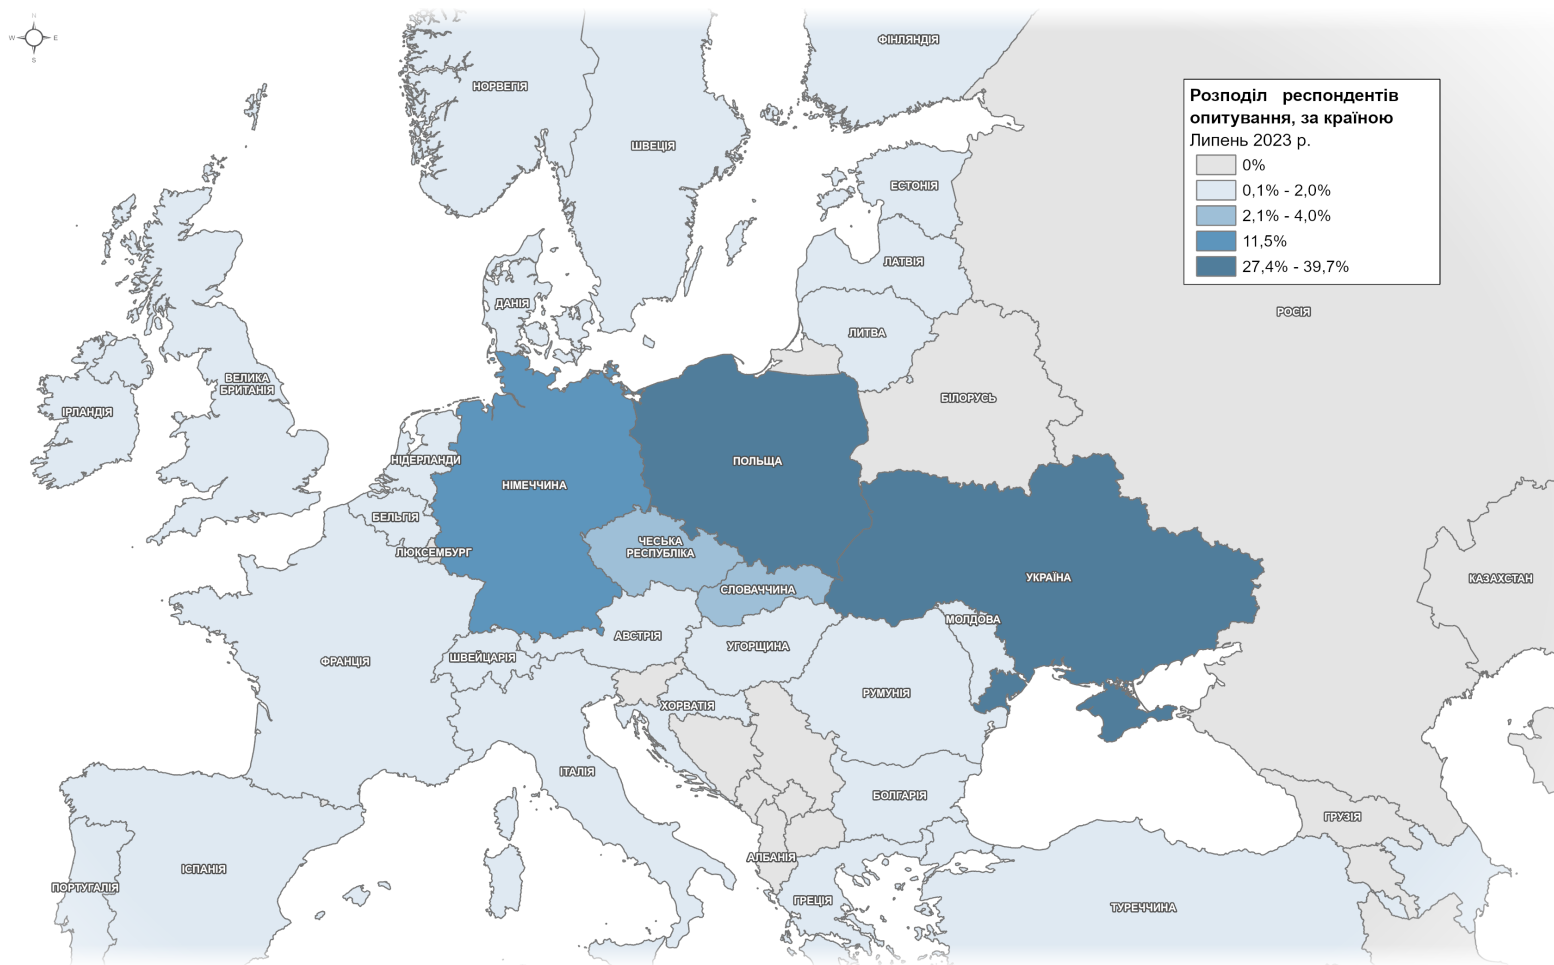 N
W E
S
ФІНЛЯНДІЯ
НОРВЕГІЯ
Розподіл респондентів
опитування, за країною
Липень 2023 р.
0%
0,1% - 2,0%
2,1% - 4,0%
11,5%
27,4% - 39,7%
ШВЕЦІЯ
ЕСТОНІЯ
ЛАТВІЯ
ДАНІЯ
РОСІЯ
ЛИТВА
ВЕЛИКА
БРИТАНІЯ
БІЛОРУСЬ
ІРЛАНДІЯ
НІДЕРЛАНДИ
ПОЛЬЩА
НІМЕЧЧИНА
БЕЛЬГІЯ
ЧЕСЬКА
РЕСПУБЛІКА
ЛЮКСЕМБУРГ
УКРАЇНА
КАЗАХСТАН
СЛОВАЧЧИНА
МОЛДОВА
АВСТРІЯ
УГОРЩИНА
ШВЕЙЦАРІЯ
ФРАНЦІЯ
РУМУНІЯ
ХОРВАТІЯ
ІТАЛІЯ
БОЛГАРІЯ
ГРУЗІЯ
АЛБАНІЯ
ІСПАНІЯ
ПОРТУГАЛІЯ
ГРЕЦІЯ
ТУРЕЧЧИНА